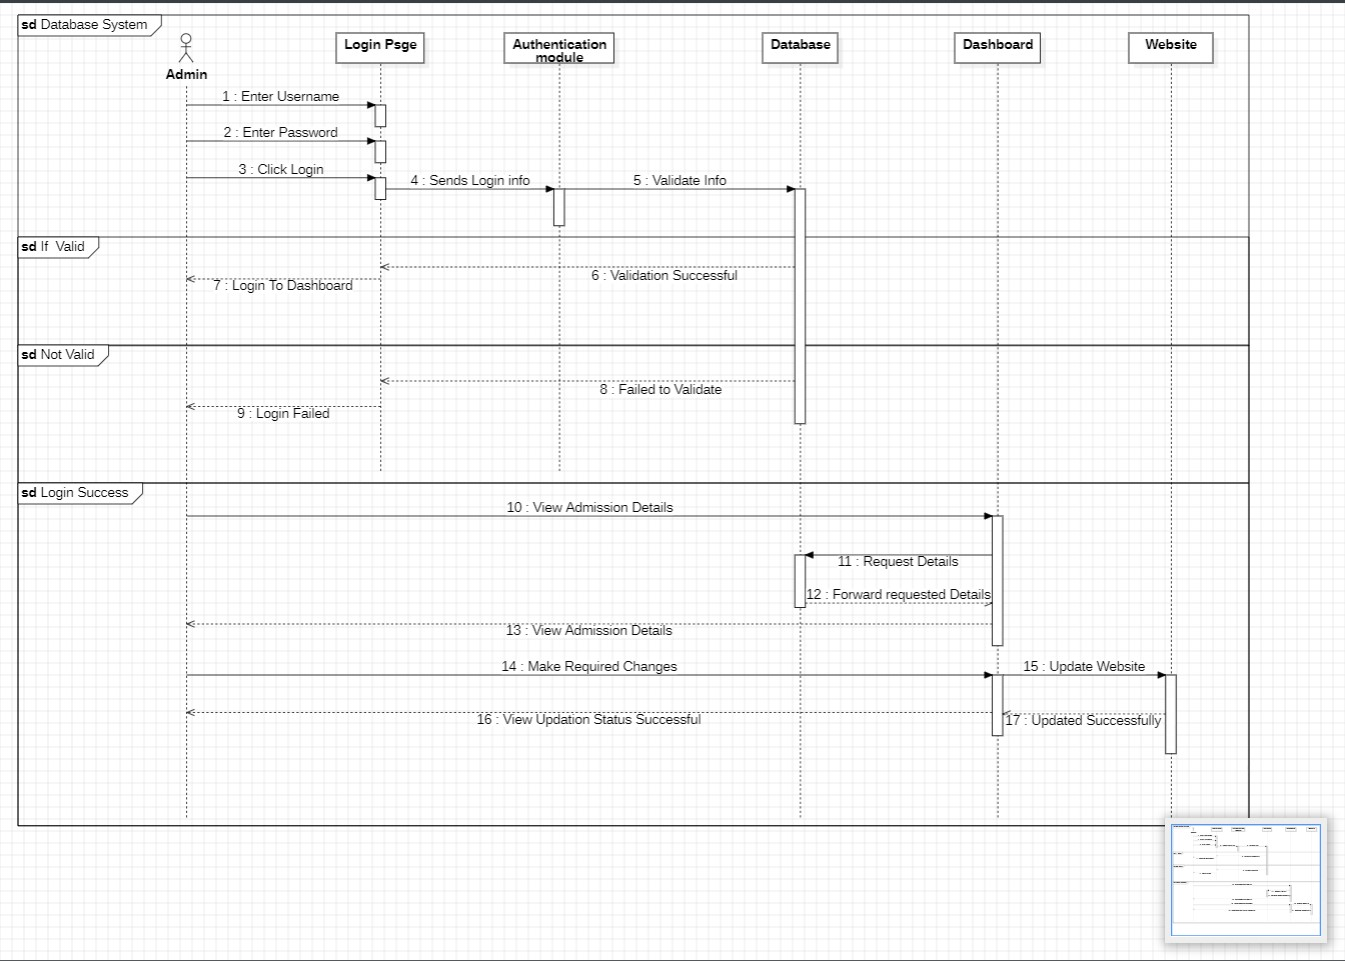 sd Database System
Admin
Login Psge
Authentication
module
Database
Dashboard
Website
1 : Enter Username
2 : Enter Password
3 : Click Login
4 : Sends Login info
5 : Validate Info
sd If  Valid
6 : Validation Successful
7 : Login To Dashboard
sd Not Valid
8 : Failed to Validate
9 : Login Failed
sd Login Success
10 : View Admission Details
11 : Request Details
12 : Forward requested Details
13 : View Admission Details
14 : Make Required Changes
15 : Update Website
16 : View Updation Status Successful
17 : Updated Successfully